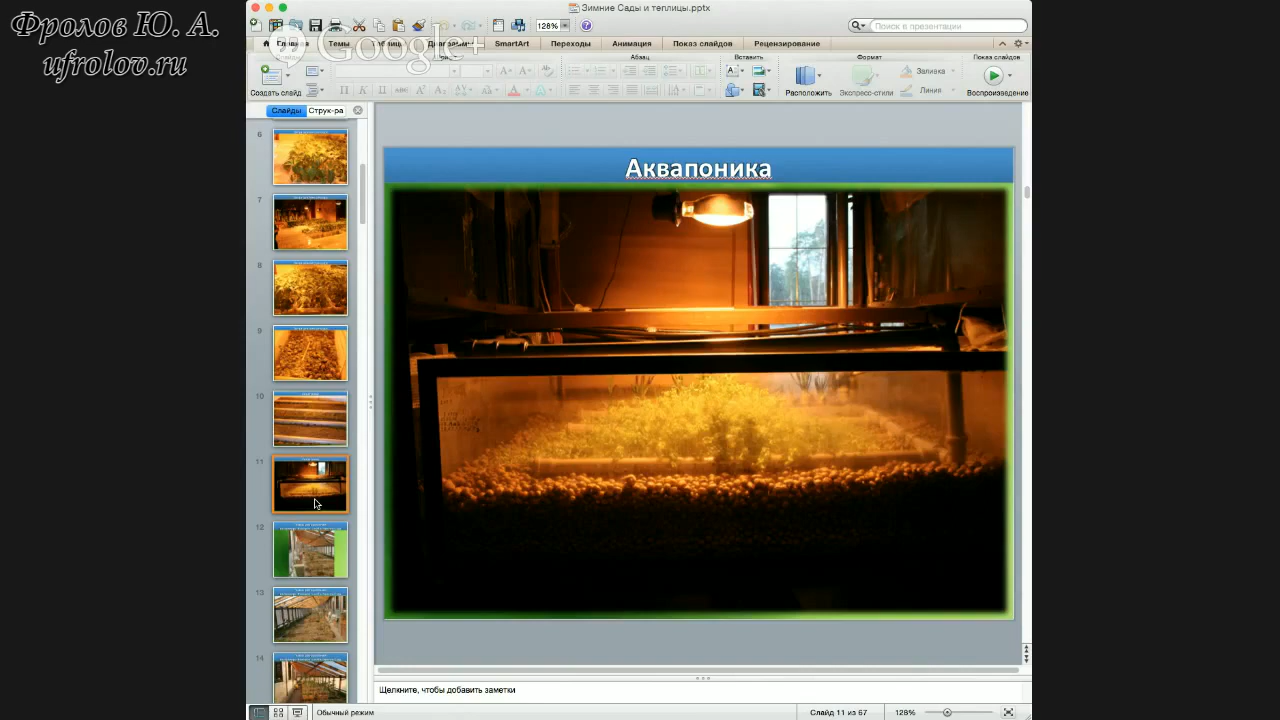 Фролов Ю. А.
ufrolov.ru
Google+
Зимние Сады и теплицы.pptx
128%
Поиск в презентации
Темы
SmartArt
Переходы
Анимация
Показ слайдов
Рецензирование
Абзац
Вставить
Формат
Показ слайдов
Создать слайд
Расположить
Экспресс-стили
Заливка
Линия
Воспроизведение
Слайды
Струк-ра
6
7
8
9
10
11
12
13
14
Аквапоника
Щелкните, чтобы добавить заметки
Обычный режим
Слайд 11 из 67
128%